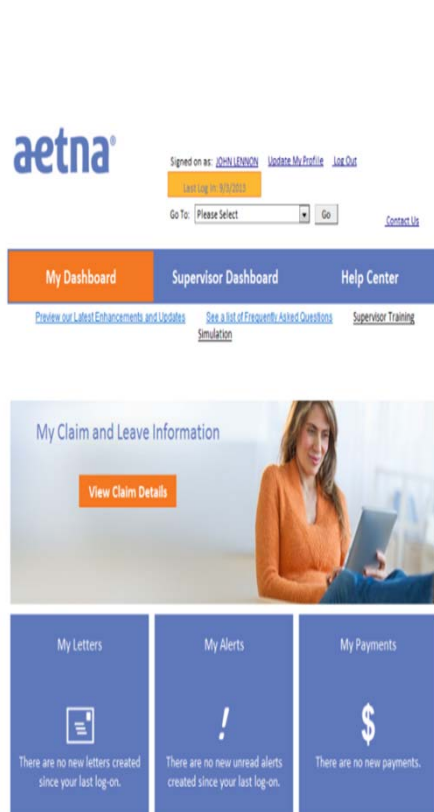 aetna®
Signed on as: JOHN LENNON Update My Profile Log Out
Last Log In: 9/3/2013
Go To: Please Select Go
Contact Us
My Dashboard Supervisor Dashboard Help Center
Preview our Latest Enhancements and Updates See a list of Frequently Asked Questions Supervisor Training
Simulation
My Claim and Leave Information
View Claim Details
My Letters
There are no new letters created
since your last log-on.
My Alerts
!
There are no new unread alerts
created since your last log-on.
My Payments
$
There are no new payments.